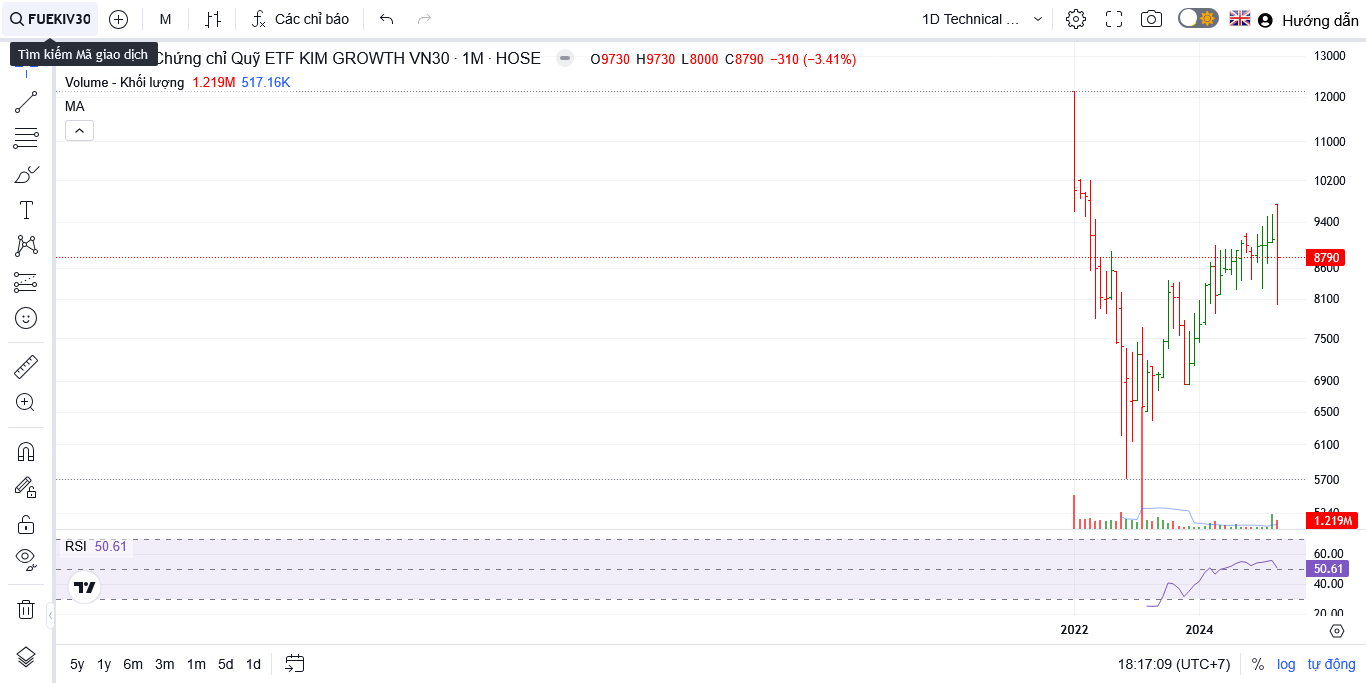 FUEKIV30 M Các chỉ báo 1D Technical ... Hướng dẫn
Tìm kiếm Mã giao dịch
Chứng chỉ Quỹ ETF KIM GROWTH VN30 · 1M · HOSE O9730 H9730 L8000 C8790 −310 (−3.41%)
Volume - Khối lượng 1.219M 517.16K
MA
13000
12000
11000
10200
9400
8790
8600
8100
7500
6900
6500
6100
5700
1.219M
RSI 50.61
60.00
50.61
40.00
20.00
2022 2024
5y 1y 6m 3m 1m 5d 1d 18:17:09 (UTC+7) % log tự động